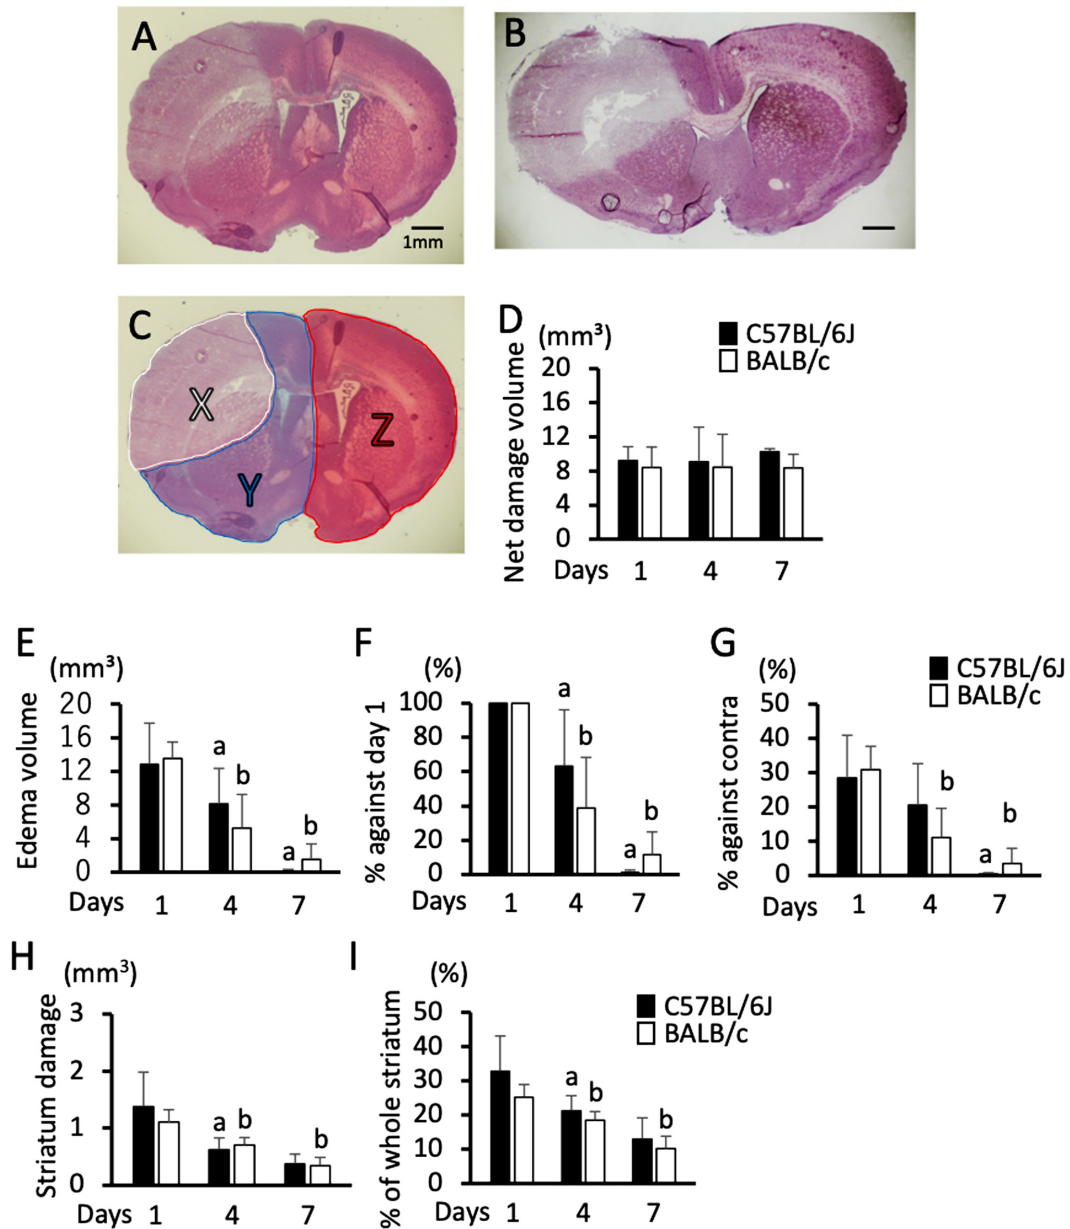 A
1mm
B
C
X
Y
Z
D
(mm³)
C57BL/6J
BALB/c
Net damage volume
20
16
12
8
4
0
Days 1 4 7
E
(mm³)
Edema volume
20
16
12
8
4
0
a
b
a
b
Days 1 4 7
F
(%)
% against day 1
100
80
60
40
20
0
a
b
a
b
Days 1 4 7
G
(%)
C57BL/6J
BALB/c
% against contra
50
40
30
20
10
0
b
a
b
Days 1 4 7
H
(mm³)
Striatum damage
3
2
1
0
a
b
b
Days 1 4 7
I
(%)
C57BL/6J
BALB/c
% of whole striatum
50
40
30
20
10
0
a
b
b
Days 1 4 7